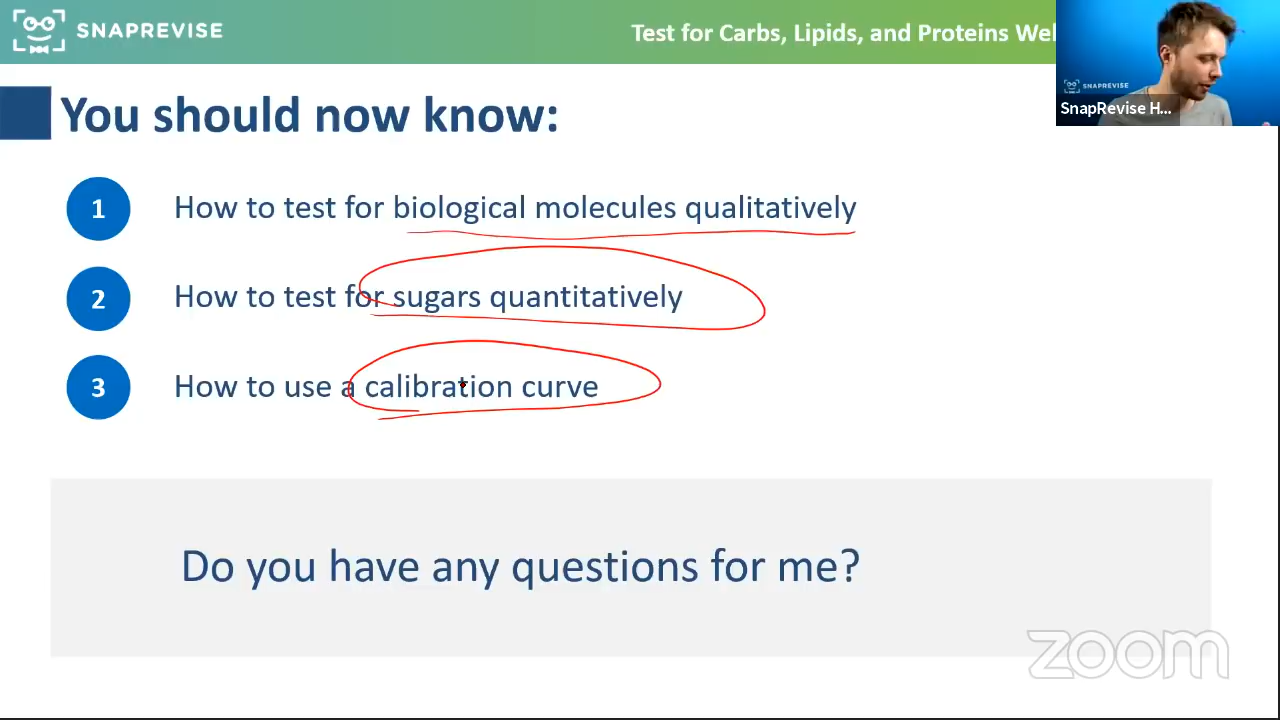 SNAPREVISE
Test for Carbs, Lipids, and Proteins We
SNAPREVISE
SnapRevise H...
You should now know:
1 How to test for biological molecules qualitatively
2 How to test for sugars quantitatively
3 How to use a calibration curve
Do you have any questions for me?
zoom